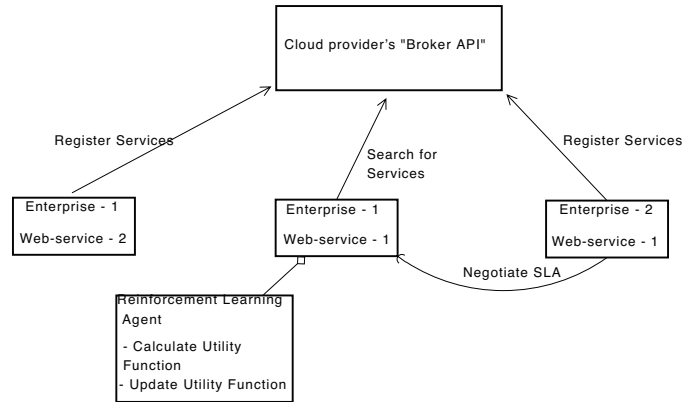 Cloud provider's "Broker API"
Register Services
Search for
Services
Register Services
Enterprise - 1
Web-service - 2
Enterprise - 1
Web-service - 1
Enterprise - 2
Web-service - 1
Negotiate SLA
Reinforcement Learning
Agent
- Calculate Utility
Function
- Update Utility Function